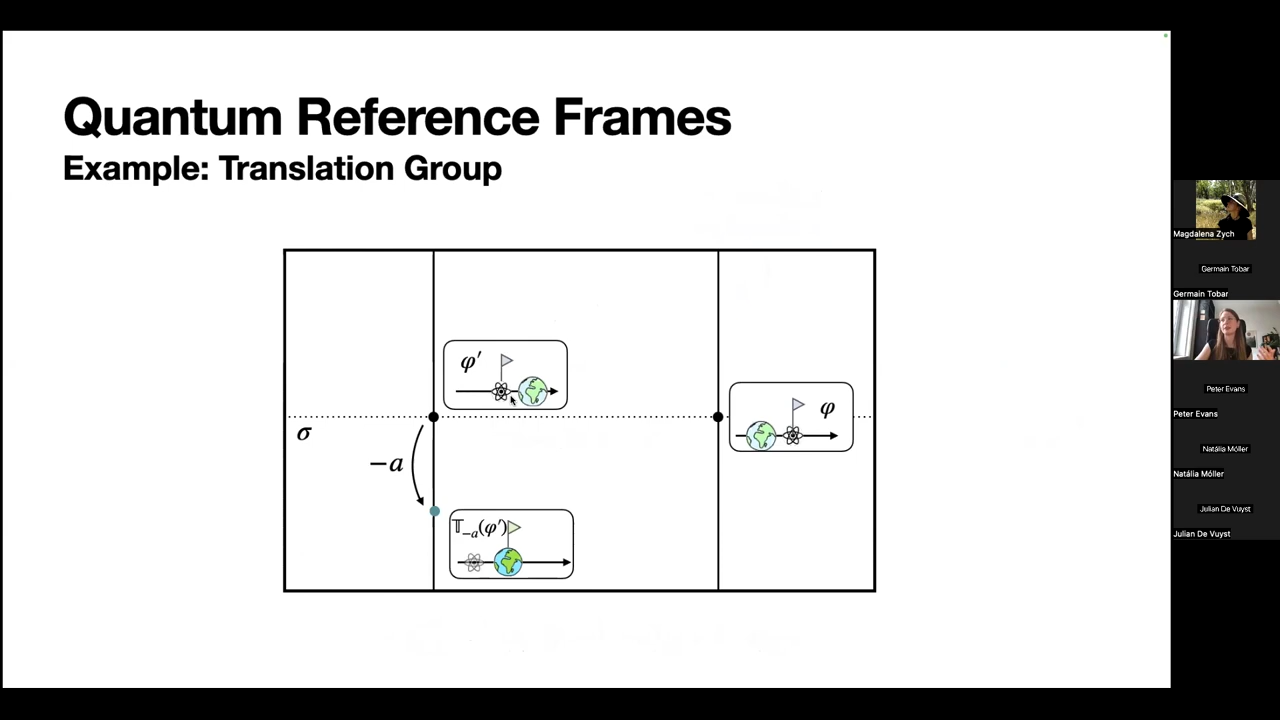 Quantum Reference Frames
Example: Translation Group
φ′
φ
σ
−a
𝕋₋ₐ(φ′)
Magdalena Zych
Germain Tobar
Germain Tobar
Peter Evans
Peter Evans
Natália Móller
Natália Móller
Julian De Vuyst
Julian De Vuyst